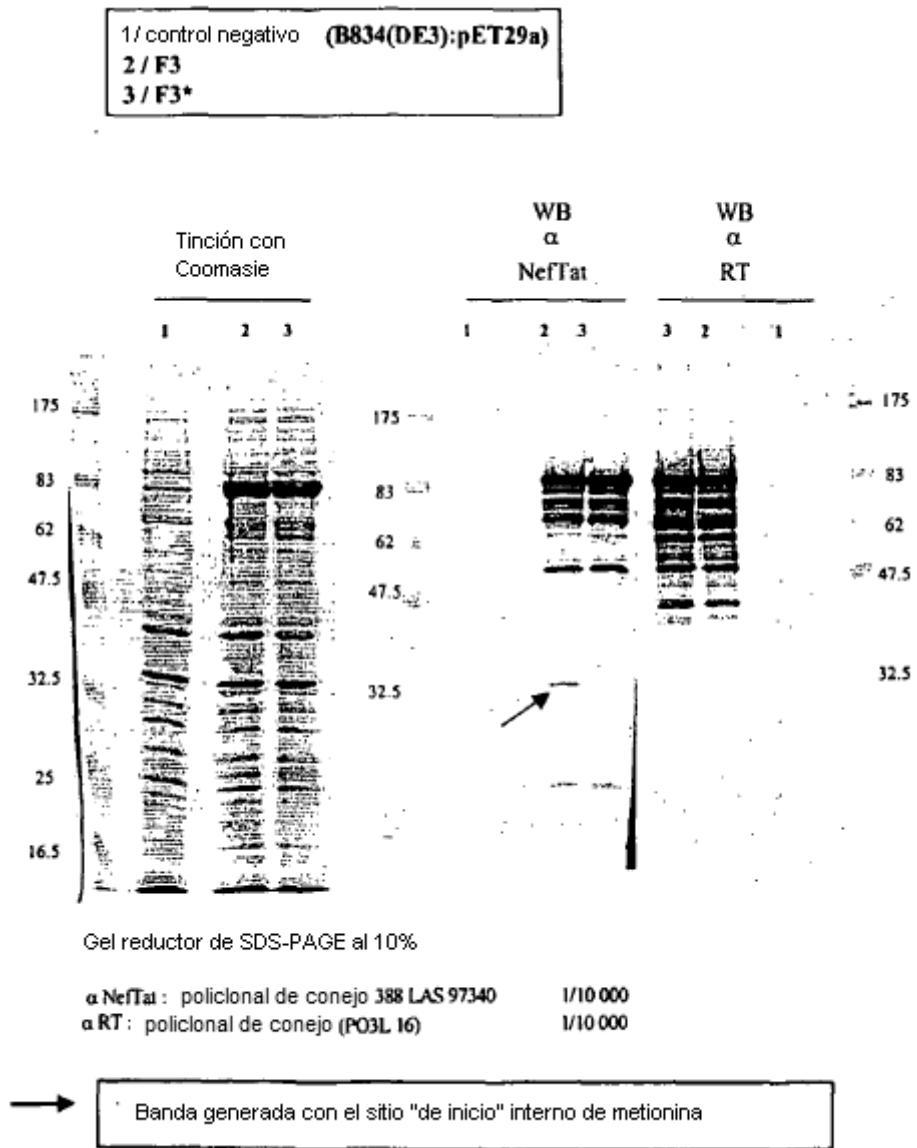 1/ control negativo (B834(DE3):pET29a)
2 / F3
3 / F3*
Tinción con
Coomasie
WB
α
NefTat
WB
α
RT
1 2 3
1 2 3
3 2 1
175
83
62
47.5
32.5
25
16.5
175
83
62
47.5
32.5
175
83
62
47.5
32.5
Gel reductor de SDS-PAGE al 10%
α NefTat : policlonal de conejo 388 LAS 97340 1/10 000
α RT : policlonal de conejo (PO3L 16) 1/10 000
Banda generada con el sitio "de inicio" interno de metionina